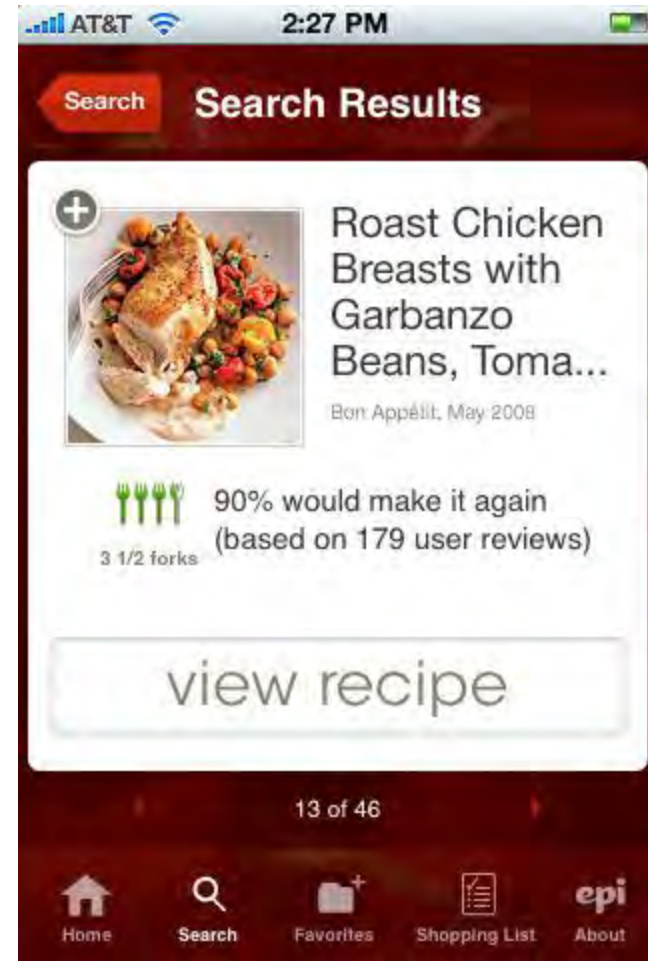 AT&T 2:27 PM
Search Search Results
Roast Chicken
Breasts with
Garbanzo
Beans, Toma...
Bon Appétit, May 2008
90% would make it again
(based on 179 user reviews)
3 1/2 forks
view recipe
13 of 46
epi
Home Search Favorites Shopping List About